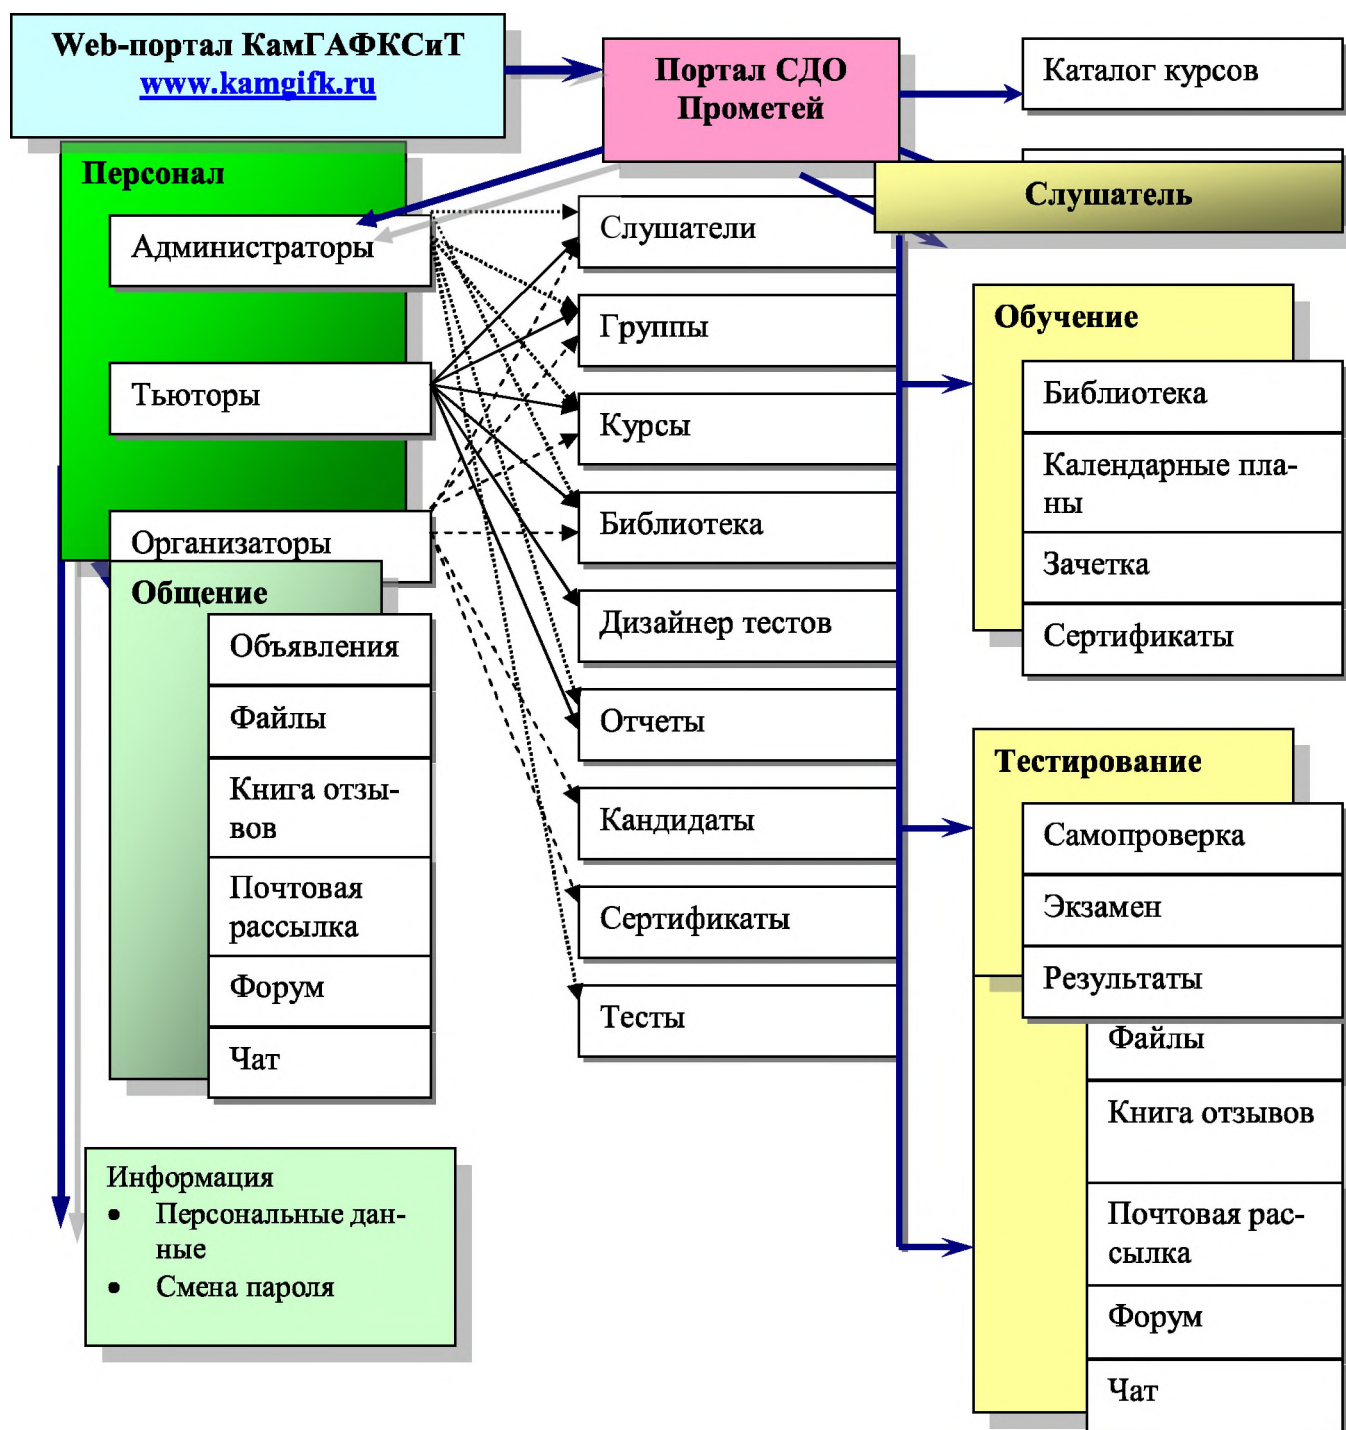 Web-портал КамГАФКСиТ
www.kamgifk.ru
Портал СДО
Прометей
Каталог курсов
Слушатель
Персонал
Администраторы
Тьюторы
Организаторы
Общение
Объявления
Файлы
Книга отзы-
вов
Почтовая
рассылка
Форум
Чат
Информация
• Персональные дан-
ные
• Смена пароля
Слушатели
Группы
Курсы
Библиотека
Дизайнер тестов
Отчеты
Кандидаты
Сертификаты
Тесты
Обучение
Библиотека
Календарные пла-
ны
Зачетка
Сертификаты
Тестирование
Самопроверка
Экзамен
Результаты
Файлы
Книга отзывов
Почтовая рас-
сылка
Форум
Чат